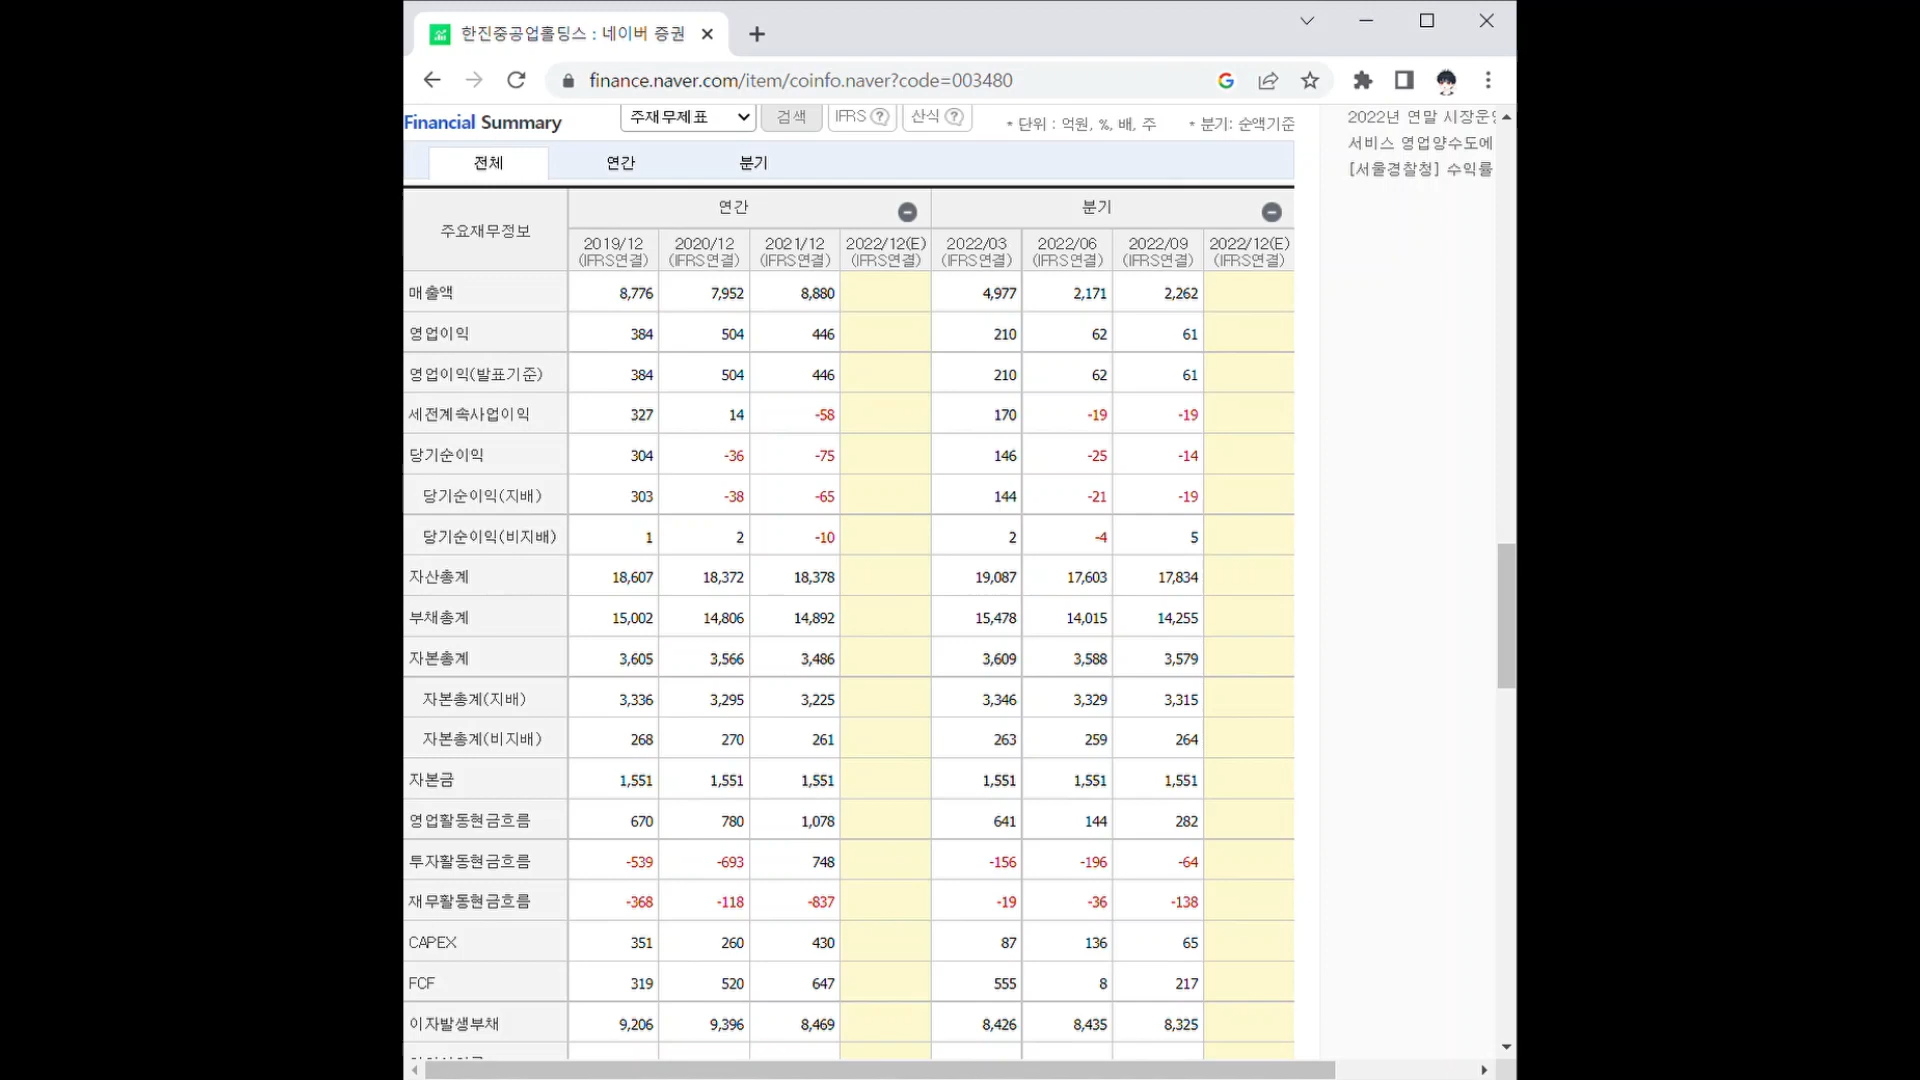 한진중공업홀딩스 : 네이버 증권
finance.naver.com/item/coinfo.naver?code=003480
Financial Summary 주재무제표 검색 IFRS ? 산식 ? * 단위 : 억원, %, 배, 주 * 분기: 순액기준
전체 연간 분기
주요재무정보 연간 분기
2019/12 (IFRS연결) 2020/12 (IFRS연결) 2021/12 (IFRS연결) 2022/12(E) (IFRS연결) 2022/03 (IFRS연결) 2022/06 (IFRS연결) 2022/09 (IFRS연결) 2022/12(E) (IFRS연결)
매출액 8,776 7,952 8,880 4,977 2,171 2,262
영업이익 384 504 446 210 62 61
영업이익(발표기준) 384 504 446 210 62 61
세전계속사업이익 327 14 -58 170 -19 -19
당기순이익 304 -36 -75 146 -25 -14
당기순이익(지배) 303 -38 -65 144 -21 -19
당기순이익(비지배) 1 2 -10 2 -4 5
자산총계 18,607 18,372 18,378 19,087 17,603 17,834
부채총계 15,002 14,806 14,892 15,478 14,015 14,255
자본총계 3,605 3,566 3,486 3,609 3,588 3,579
자본총계(지배) 3,336 3,295 3,225 3,346 3,329 3,315
자본총계(비지배) 268 270 261 263 259 264
자본금 1,551 1,551 1,551 1,551 1,551 1,551
영업활동현금흐름 670 780 1,078 641 144 282
투자활동현금흐름 -539 -693 748 -156 -196 -64
재무활동현금흐름 -368 -118 -837 -19 -36 -138
CAPEX 351 260 430 87 136 65
FCF 319 520 647 555 8 217
이자발생부채 9,206 9,396 8,469 8,426 8,435 8,325
2022년 연말 시장운영
서비스 영업양수도에
[서울경찰청] 수익률